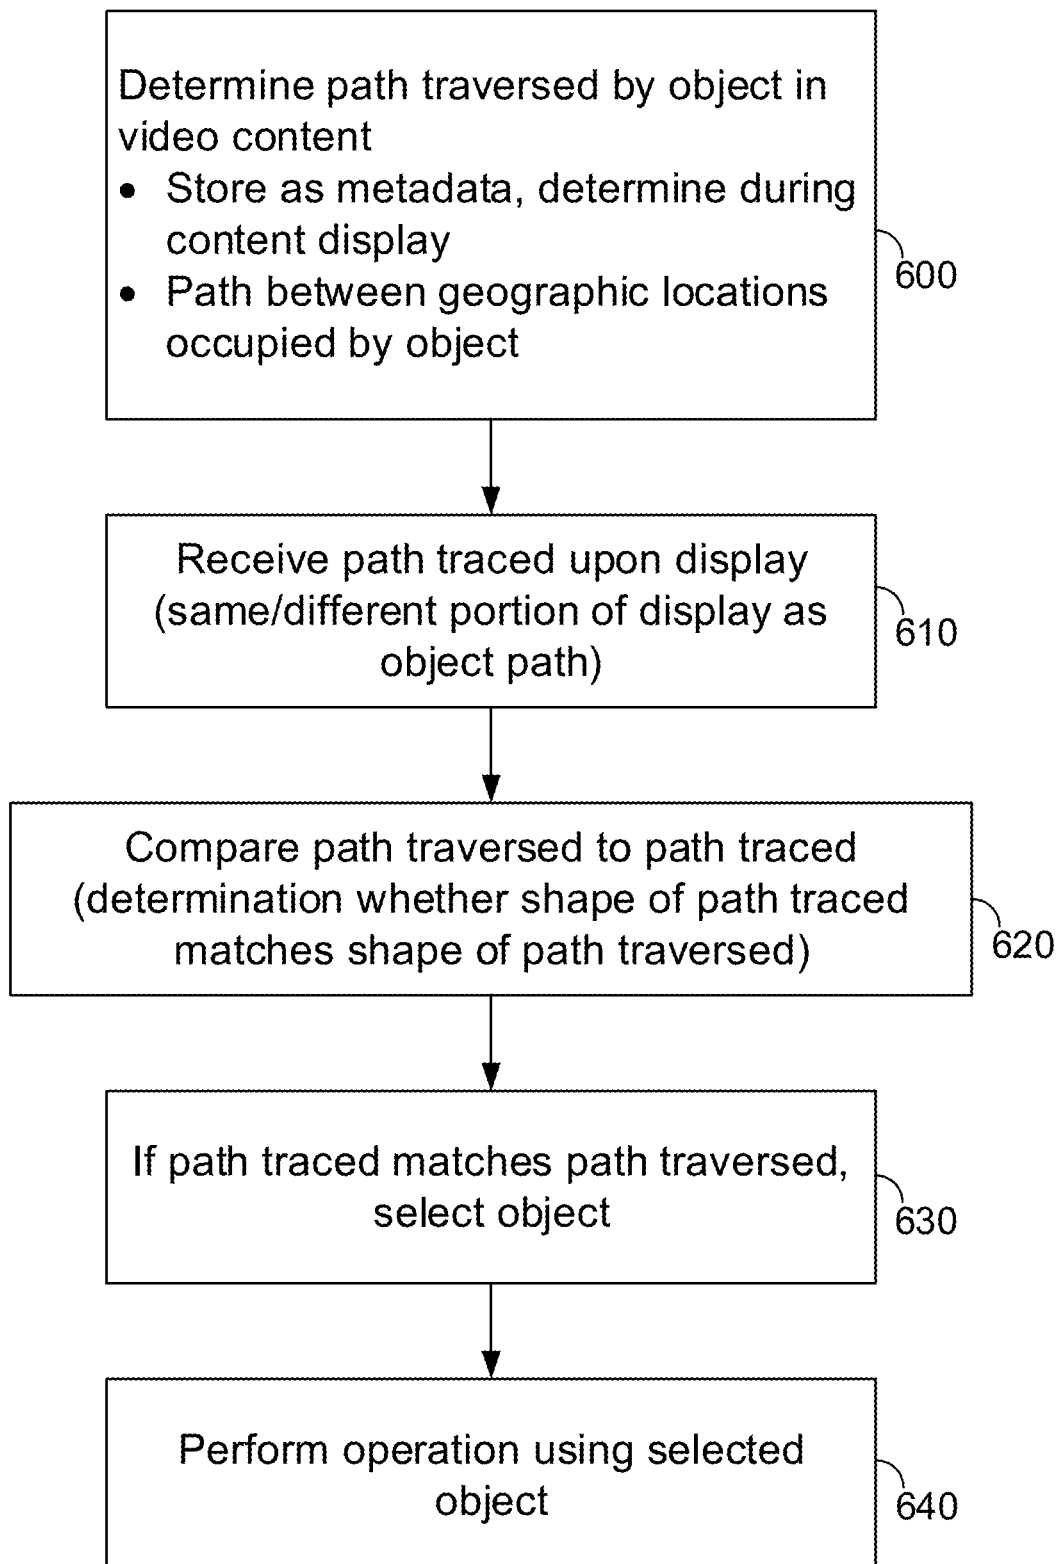 Determine path traversed by object in
video content
• Store as metadata, determine during
content display
• Path between geographic locations
occupied by object
600
Receive path traced upon display
(same/different portion of display as
object path)
610
Compare path traversed to path traced
(determination whether shape of path traced
matches shape of path traversed)
620
If path traced matches path traversed,
select object
630
Perform operation using selected
object
640